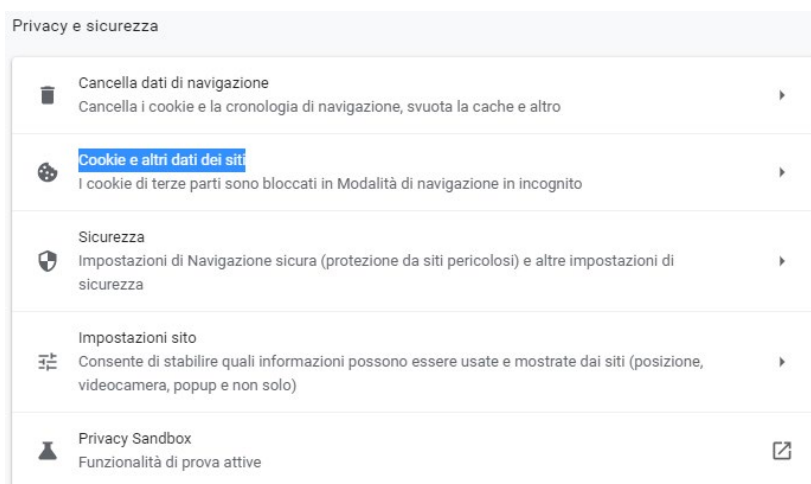 Privacy e sicurezza
Cancella dati di navigazione
Cancella i cookie e la cronologia di navigazione, svuota la cache e altro
Cookie e altri dati dei siti
I cookie di terze parti sono bloccati in Modalità di navigazione in incognito
Sicurezza
Impostazioni di Navigazione sicura (protezione da siti pericolosi) e altre impostazioni di
sicurezza
Impostazioni sito
Consente di stabilire quali informazioni possono essere usate e mostrate dai siti (posizione,
videocamera, popup e non solo)
Privacy Sandbox
Funzionalità di prova attive